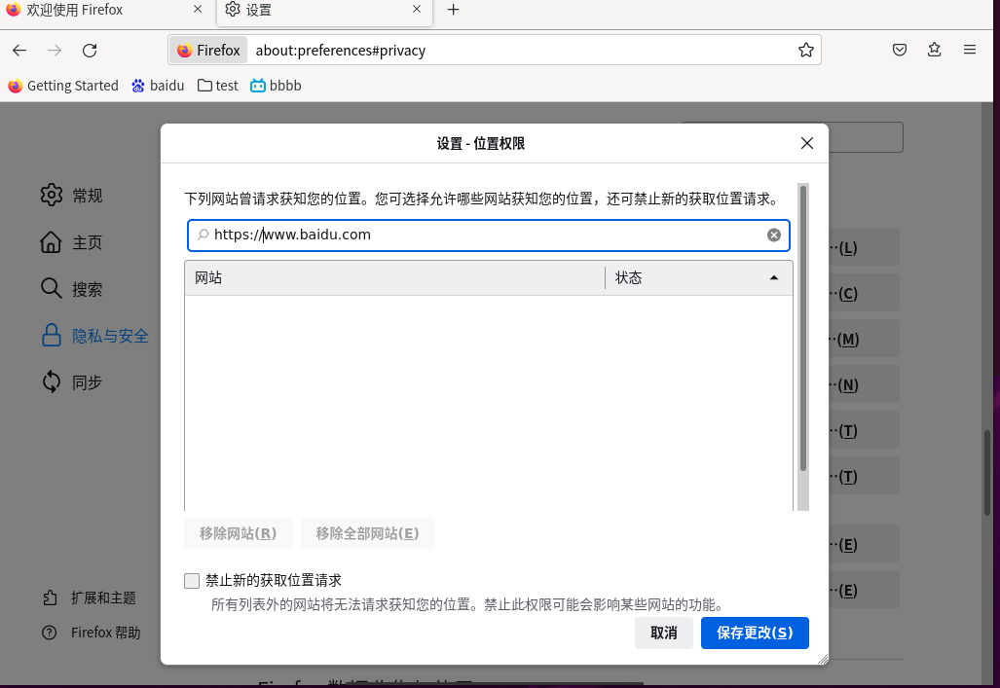 欢迎使用 Firefox
设置
Firefox about:preferences#privacy
Getting Started baidu test bbbb
设置 - 位置权限
常规
主页
搜索
隐私与安全
同步
扩展和主题
Firefox 帮助
下列网站曾请求获知您的位置。您可选择允许哪些网站获知您的位置，还可禁止新的获取位置请求。
https://www.baidu.com
网站 状态
移除网站(R) 移除全部网站(E)
禁止新的获取位置请求
所有列表外的网站将无法请求获知您的位置。禁止此权限可能会影响某些网站的功能。
取消 保存更改(S)
(L)
(C)
(M)
(N)
(T)
(T)
(E)
(E)